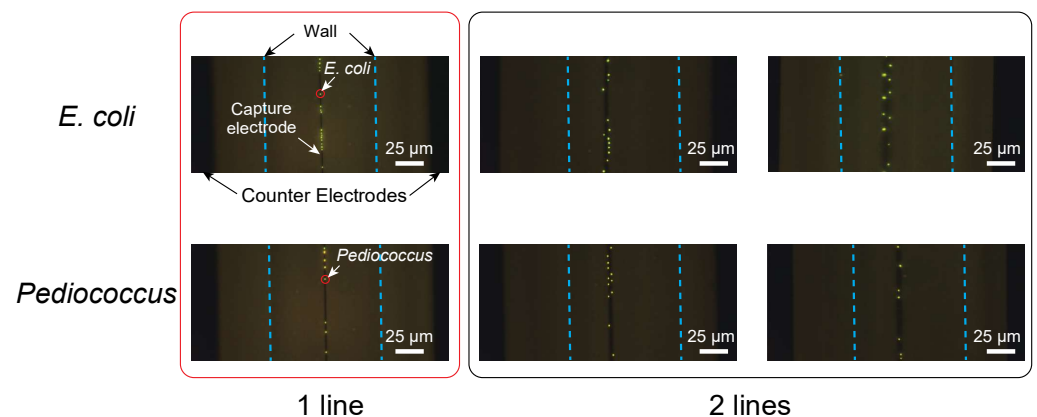 Wall
E. coli
E. coli
Capture
electrode
25 μm
25 μm
25 μm
Counter Electrodes
Pediococcus
Pediococcus
25 μm
25 μm
25 μm
1 line
2 lines